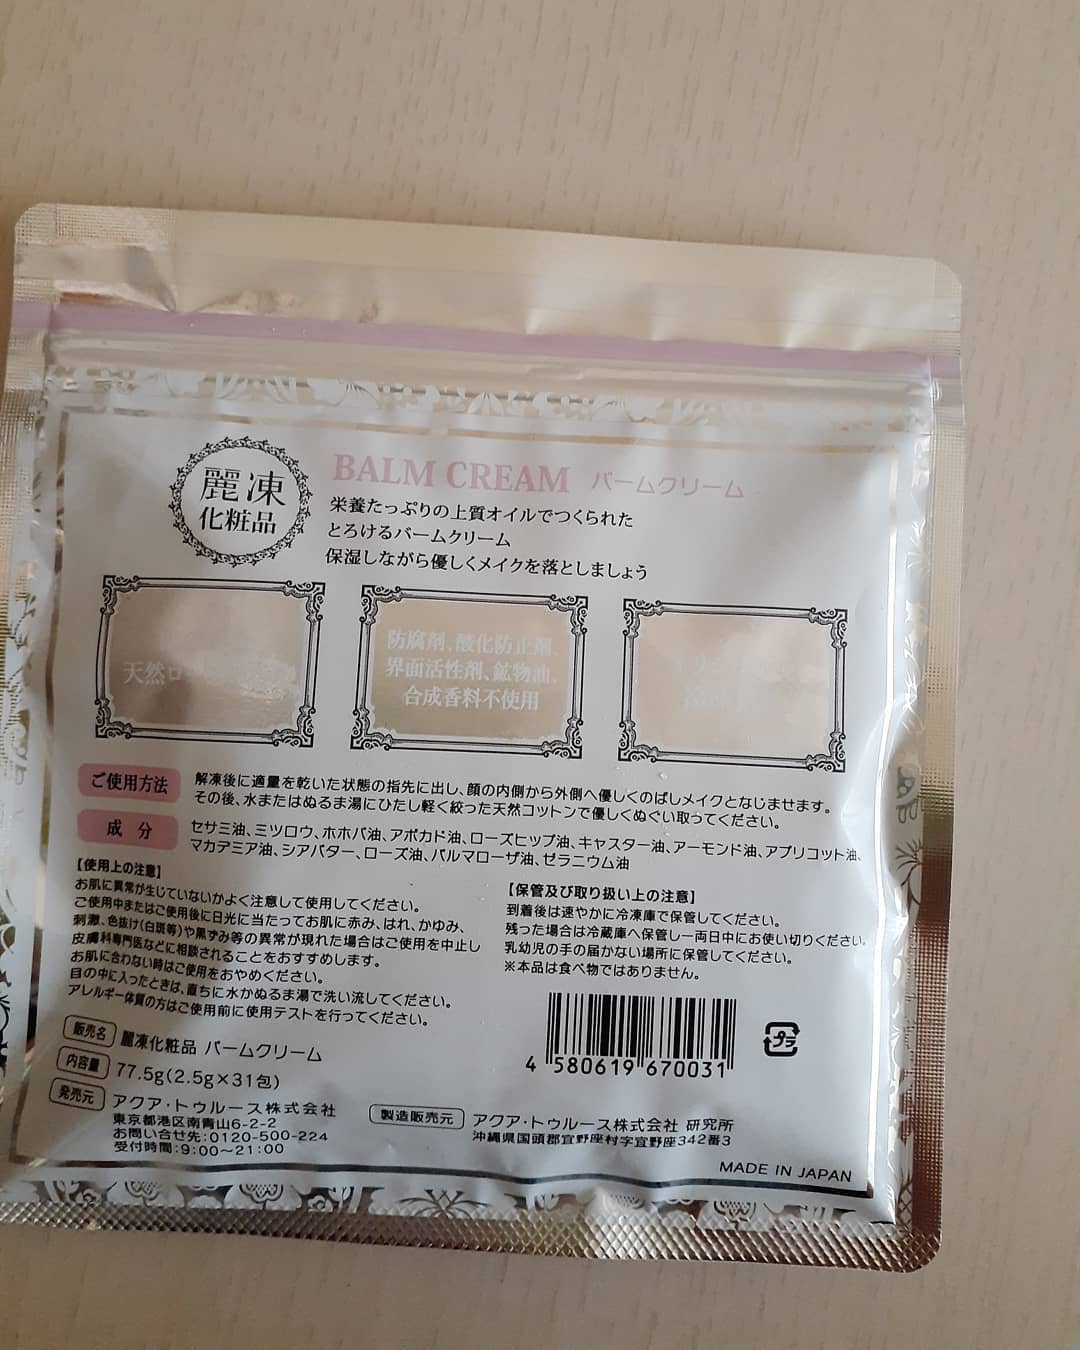 麗凍
化粧品
BALM CREAM バームクリーム
栄養たっぷりの上質オイルでつくられた
とろけるバームクリーム
保湿しながら優しくメイクを落としましょう
天然ロ
防腐剤、酸化防止剤、
界面活性剤、鉱物油、
合成香料不使用
ご使用方法
解凍後に適量を乾いた状態の指先に出し、顔の内側から外側へ優しくのばしメイクとなじませます。
その後、水またはぬるま湯にひたし軽く絞った天然コットンで優しくぬぐい取ってください。
成分
セサミ油、ミツロウ、ホホバ油、アボカド油、ローズヒップ油、キャスター油、アーモンド油、アプリコット油、
マカデミア油、シアバター、ローズ油、パルマローザ油、ゼラニウム油
【使用上の注意】
お肌に異常が生じていないかよく注意して使用してください。
ご使用中またはご使用後に日光に当たってお肌に赤み、はれ、かゆみ、
刺激、色抜け(白斑等)や黒ずみ等の異常が現れた場合はご使用を中止し
皮膚科専門医などに相談されることをおすすめします。
お肌に合わない時はご使用をおやめください。
目の中に入ったときは、直ちに水かぬるま湯で洗い流してください。
アレルギー体質の方はご使用前に使用テストを行ってください。
【保管及び取り扱い上の注意】
到着後は速やかに冷凍庫で保管してください。
残った場合は冷蔵庫へ保管し一両日中にお使い切りください。
乳幼児の手の届かない場所に保管してください。
※本品は食べ物ではありません。
4 580619 670031
プラ
販売名 麗凍化粧品 バームクリーム
内容量 77.5g(2.5g×31包)
発売元 アクア・トゥルース株式会社
東京都港区南青山6-2-2
お問い合せ先:0120-500-224
受付時間:9:00~21:00
製造販売元 アクア・トゥルース株式会社 研究所
沖縄県国頭郡宜野座村字宜野座342番3
MADE IN JAPAN